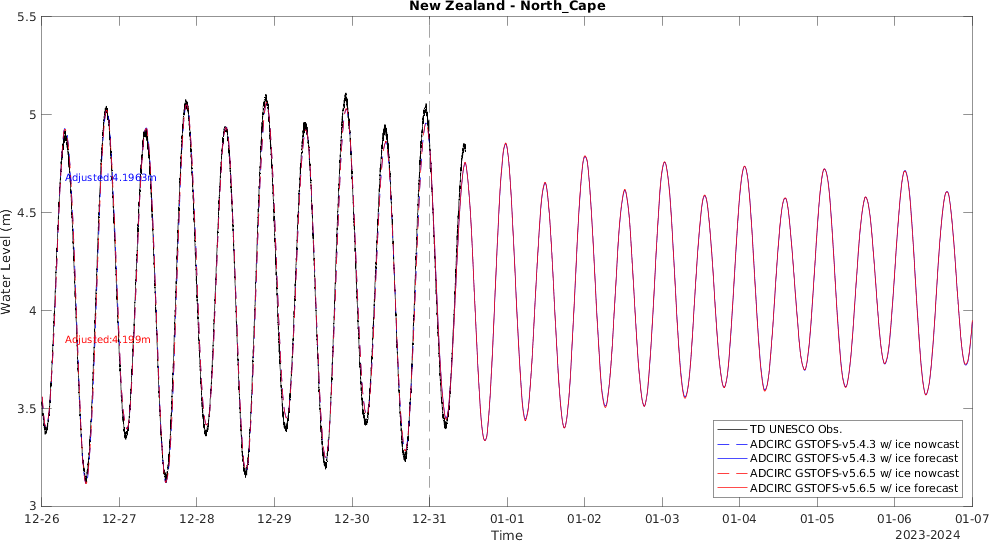 New Zealand - North_Cape
5.5
5
4.5
4
3.5
3
Water Level (m)
Adjusted:4.1963m
Adjusted:4.199m
TD UNESCO Obs.
ADCIRC GSTOFS-v5.4.3 w/ ice nowcast
ADCIRC GSTOFS-v5.4.3 w/ ice forecast
ADCIRC GSTOFS-v5.6.5 w/ ice nowcast
ADCIRC GSTOFS-v5.6.5 w/ ice forecast
12-26 12-27 12-28 12-29 12-30 12-31 01-01 01-02 01-03 01-04 01-05 01-06 01-07
Time
2023-2024